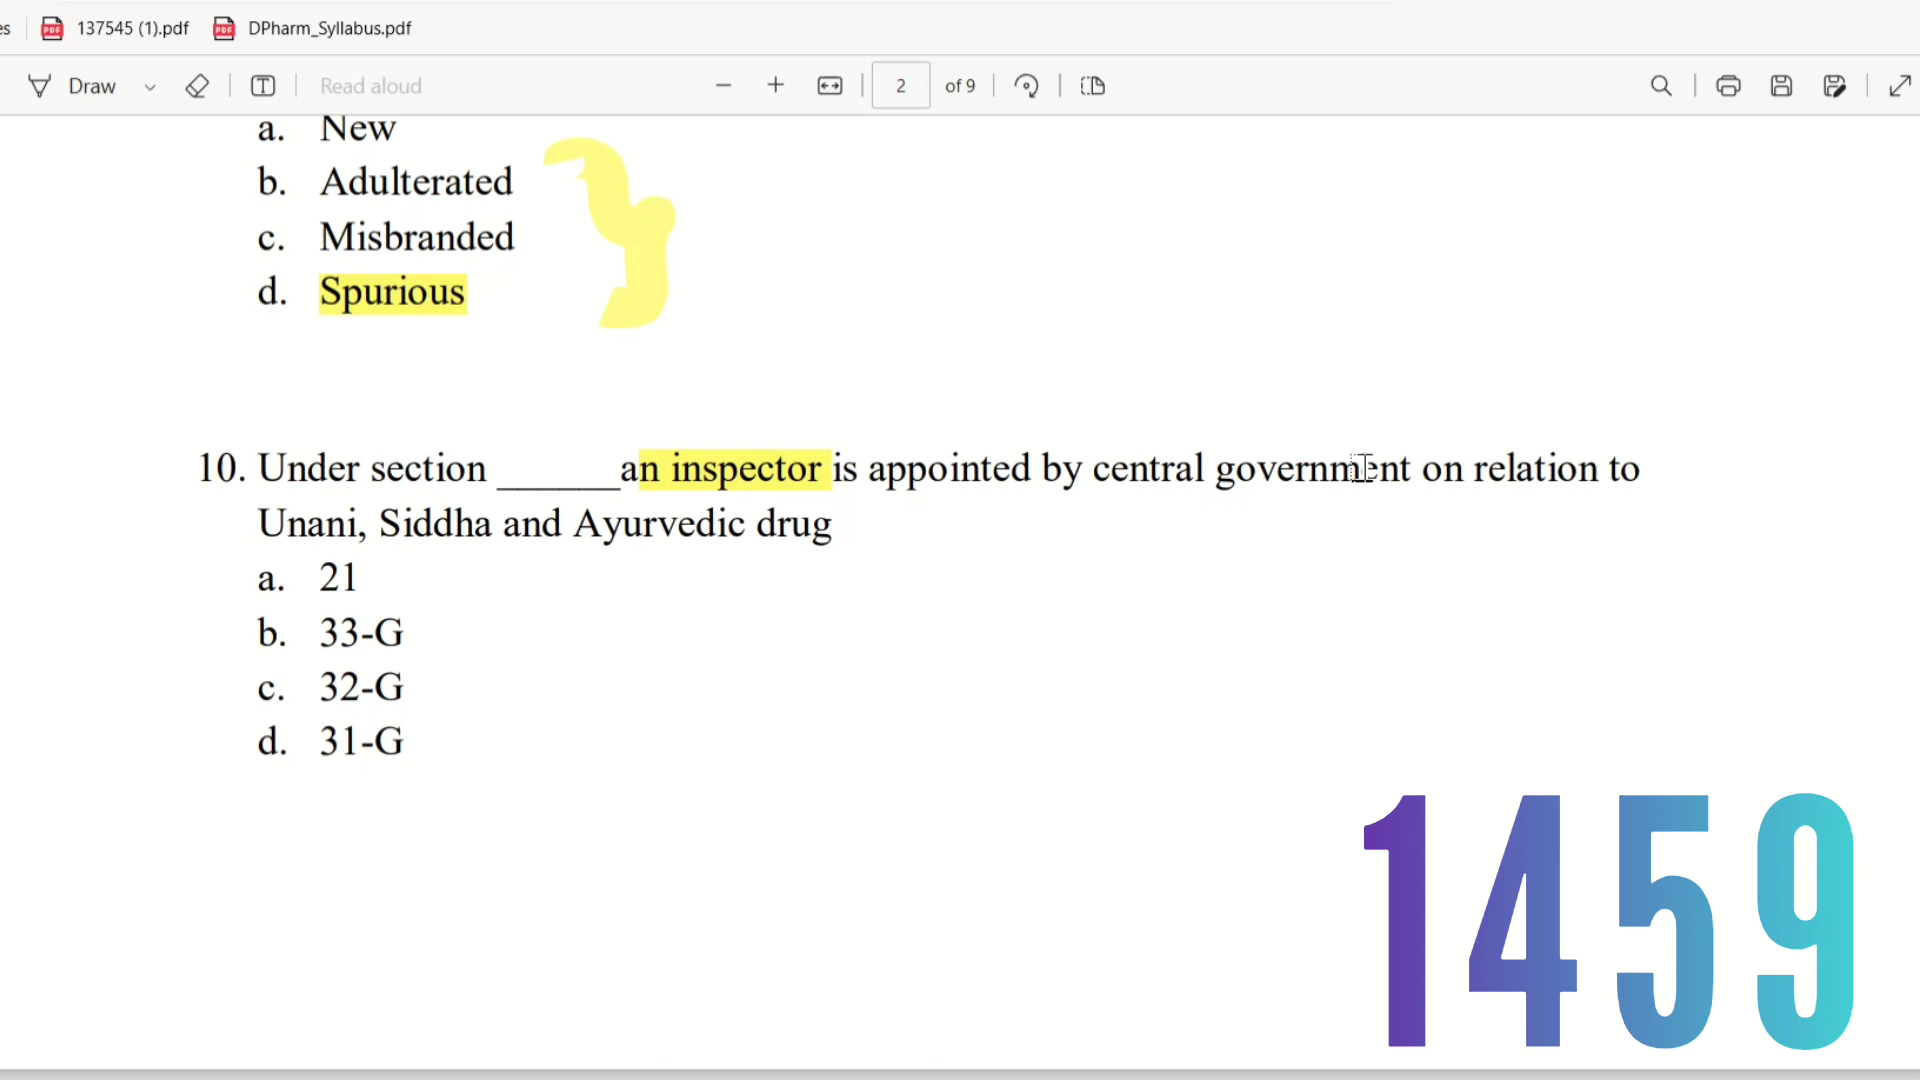 es 137545 (1).pdf DPharm_Syllabus.pdf
Draw Read aloud 2 of 9
a. New
b. Adulterated
c. Misbranded
d. Spurious
10. Under section ______an inspector is appointed by central government on relation to
Unani, Siddha and Ayurvedic drug
a. 21
b. 33-G
c. 32-G
d. 31-G
1459